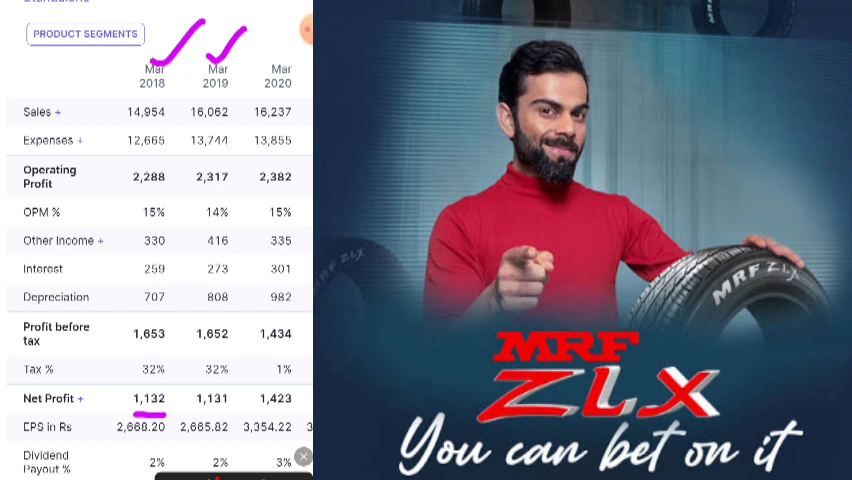 Standalone
PRODUCT SEGMENTS
Mar 2018 Mar 2019 Mar 2020
Sales + 14,954 16,062 16,237
Expenses + 12,665 13,744 13,855
Operating Profit 2,288 2,317 2,382
OPM % 15% 14% 15%
Other Income + 330 416 335
Interest 259 273 301
Depreciation 707 808 982
Profit before tax 1,653 1,652 1,434
Tax % 32% 32% 1%
Net Profit + 1,132 1,131 1,423
EPS in Rs 2,668.20 2,665.82 3,354.22 3
Dividend Payout % 2% 2% 3%
MRF ZLX
MRF
ZLX
You can bet on it